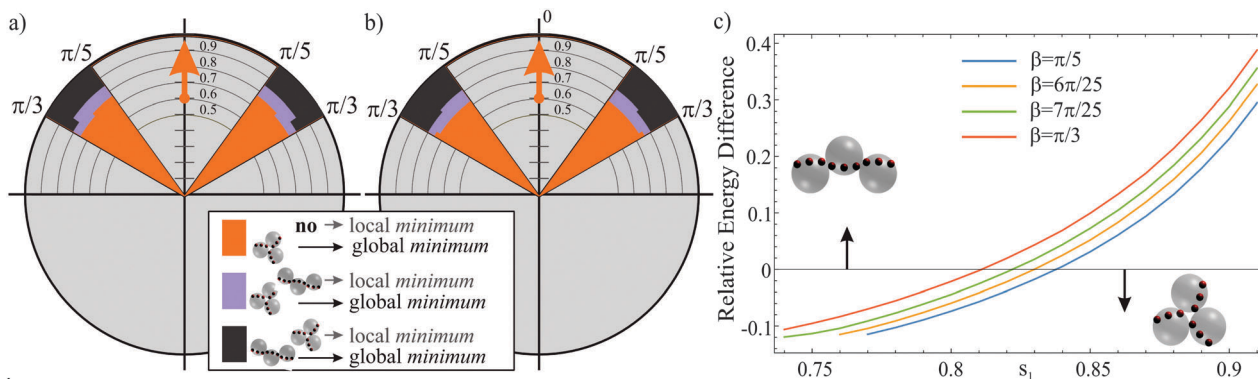 a)
π/5
π/5
π/3
π/3
0.9
0.8
0.7
0.6
0.5
b)
0
π/5
π/5
π/3
π/3
0.9
0.8
0.7
0.6
0.5
no → local minimum
→ global minimum
→ local minimum
→ global minimum
→ local minimum
→ global minimum
c)
Relative Energy Difference
0.4
0.3
0.2
0.1
0
-0.1
β=π/5
β=6π/25
β=7π/25
β=π/3
0.75
0.8
0.85
0.9
s⊥